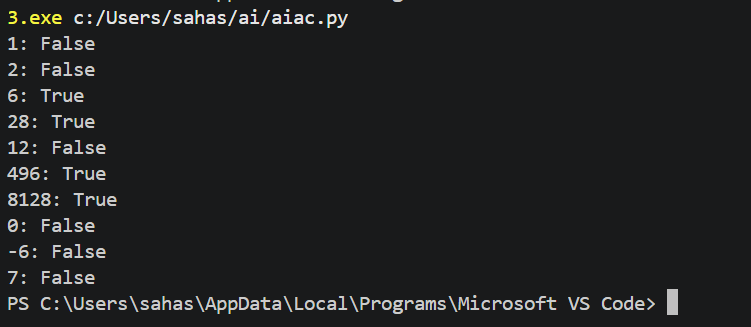 3.exe c:/Users/sahas/ai/aiac.py
1: False
2: False
6: True
28: True
12: False
496: True
8128: True
0: False
-6: False
7: False
PS C:\Users\sahas\AppData\Local\Programs\Microsoft VS Code>